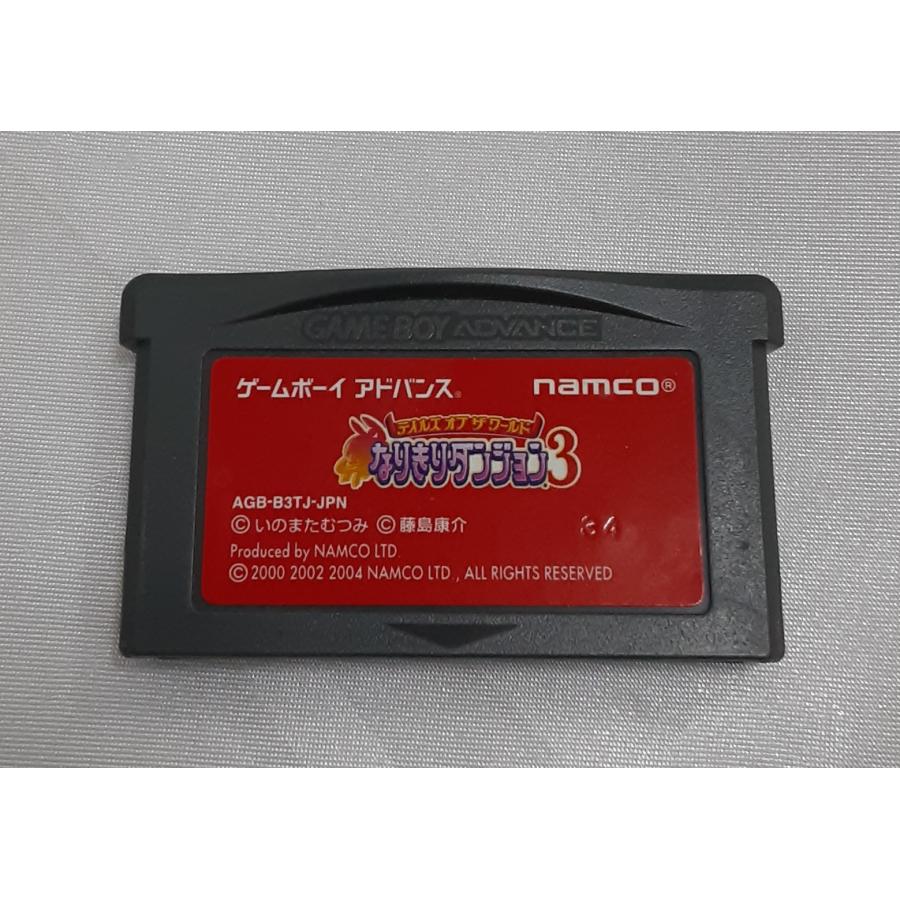 GAME BOY ADVANCE
ゲームボーイ アドバンス® namco®
テイルズ オブ ザ ワールド
なりきりダンジョン3
AGB-B3TJ-JPN
©いのまたむつみ ©藤島康介
64
Produced by NAMCO LTD.
© 2000 2002 2004 NAMCO LTD., ALL RIGHTS RESERVED